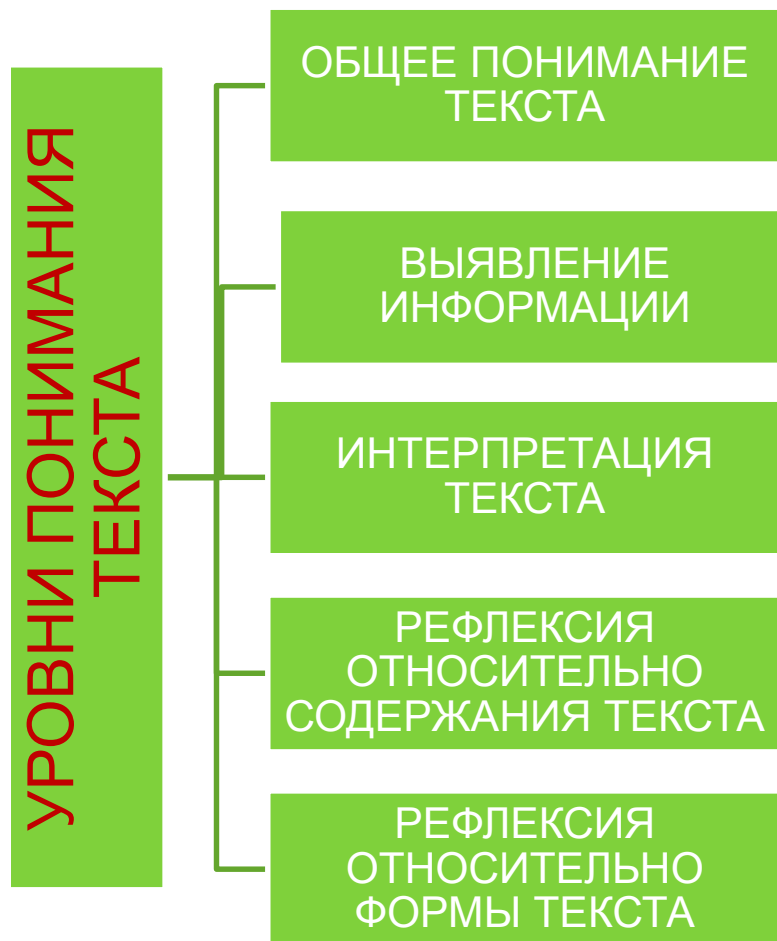 УРОВНИ ПОНИМАНИЯ
ТЕКСТА
ОБЩЕЕ ПОНИМАНИЕ
ТЕКСТА
ВЫЯВЛЕНИЕ
ИНФОРМАЦИИ
ИНТЕРПРЕТАЦИЯ
ТЕКСТА
РЕФЛЕКСИЯ
ОТНОСИТЕЛЬНО
СОДЕРЖАНИЯ ТЕКСТА
РЕФЛЕКСИЯ
ОТНОСИТЕЛЬНО
ФОРМЫ ТЕКСТА